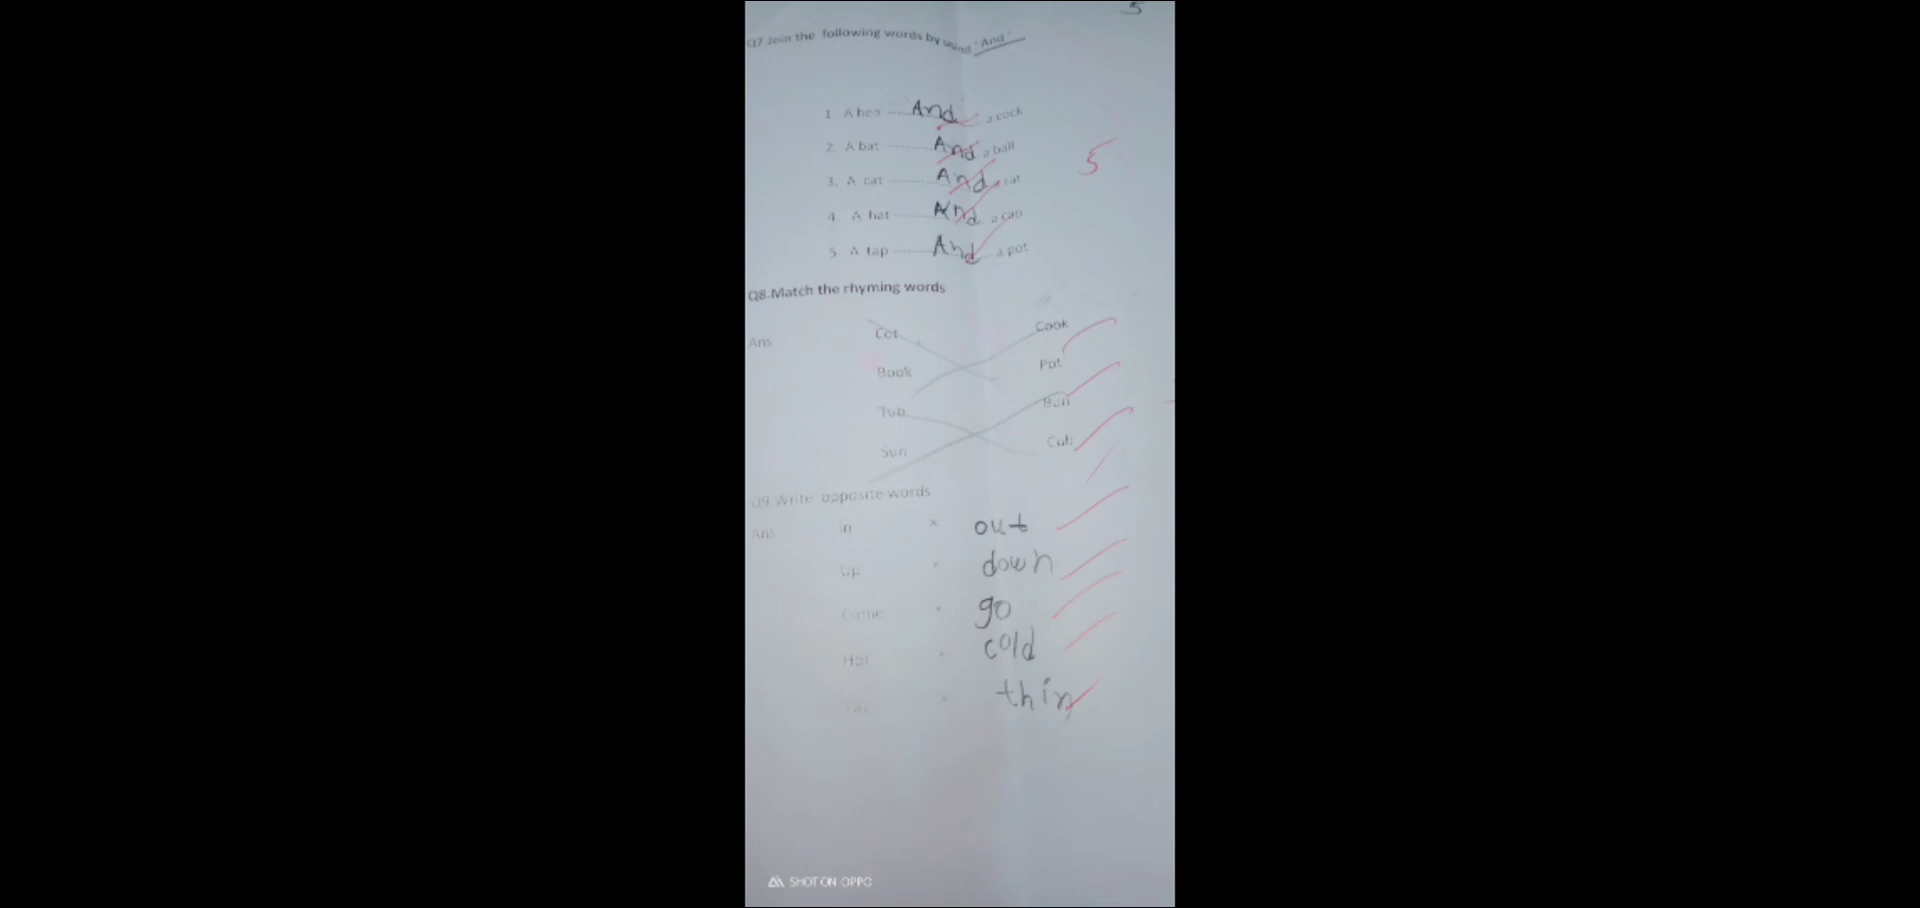 5
Q7.Join the following words by using 'And'
1 A hen ........ And a cock
2. A bat ........ And a ball
3. A cat ........ And rat
4. A hat ........ And a cap
5 A tap ........ And a pot
5
Q8.Match the rhyming words
Ans
Cot Cook
Book Pot
Tub Bun
Sun Cub
Q9.Write opposite words
Ans in × out
Up × down
Come × go
Hot × cold
× thin
SHOT ON OPPO